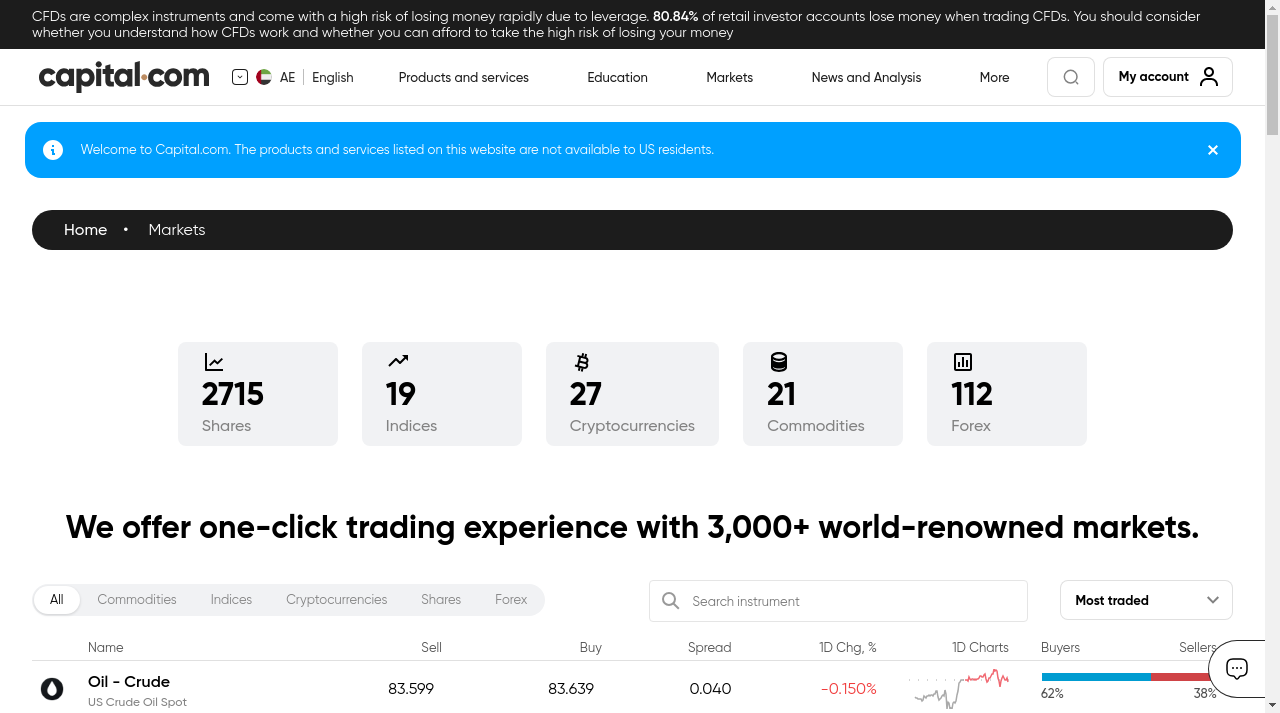 CFDs are complex instruments and come with a high risk of losing money rapidly due to leverage. 80.84% of retail investor accounts lose money when trading CFDs. You should consider
whether you understand how CFDs work and whether you can afford to take the high risk of losing your money
capital.com AE English Products and services Education Markets News and Analysis More My account
Welcome to Capital.com. The products and services listed on this website are not available to US residents.
Home • Markets
2715 19 27 21 112
Shares Indices Cryptocurrencies Commodities Forex
We offer one-click trading experience with 3,000+ world-renowned markets.
All Commodities Indices Cryptocurrencies Shares Forex Search instrument Most traded
Name Sell Buy Spread 1D Chg, % 1D Charts Buyers Sellers
Oil - Crude 83.599 83.639 0.040 -0.150%
US Crude Oil Spot 62% 38%